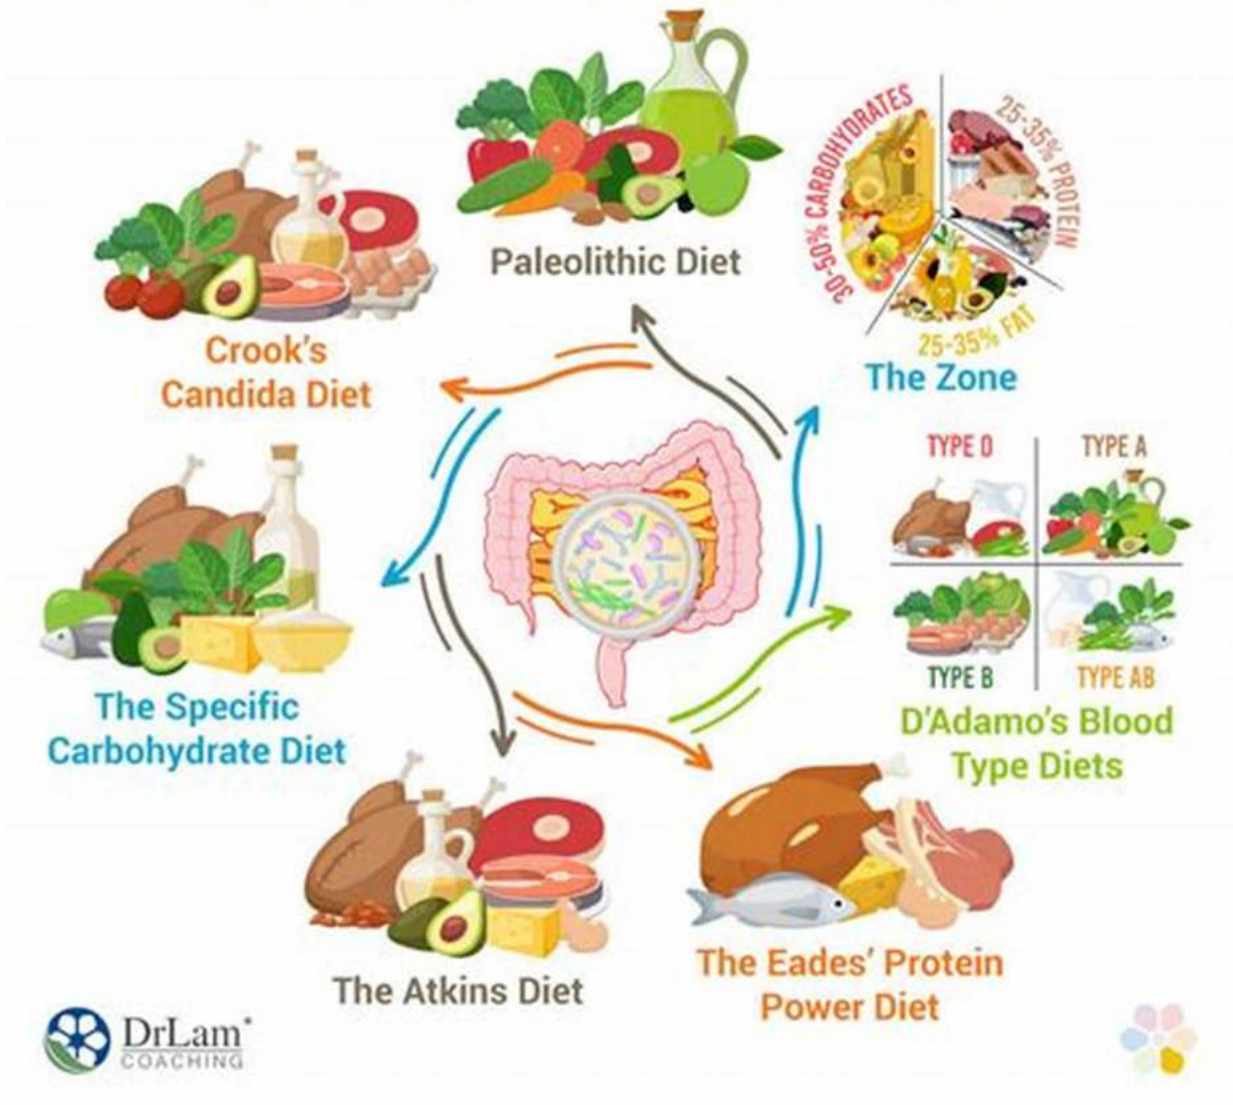 Paleolithic Diet
30-50% CARBOHYDRATES
25-35% PROTEIN
25-35% FAT
The Zone
Crook's
Candida Diet
TYPE O
TYPE A
TYPE B
TYPE AB
D'Adamo's Blood
Type Diets
The Specific
Carbohydrate Diet
The Atkins Diet
The Eades' Protein
Power Diet
DrLam
COACHING